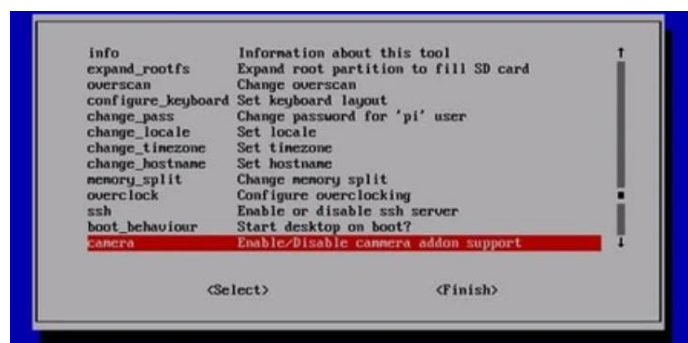 info Information about this tool
expand_rootfs Expand root partition to fill SD card
overscan Change overscan
configure_keyboard Set keyboard layout
change_pass Change password for 'pi' user
change_locale Set locale
change_timezone Set timezone
change_hostname Set hostname
memory_split Change memory split
overclock Configure overclocking
ssh Enable or disable ssh server
boot_behaviour Start desktop on boot?
camera Enable/Disable cammera addon support
<Select> <Finish>